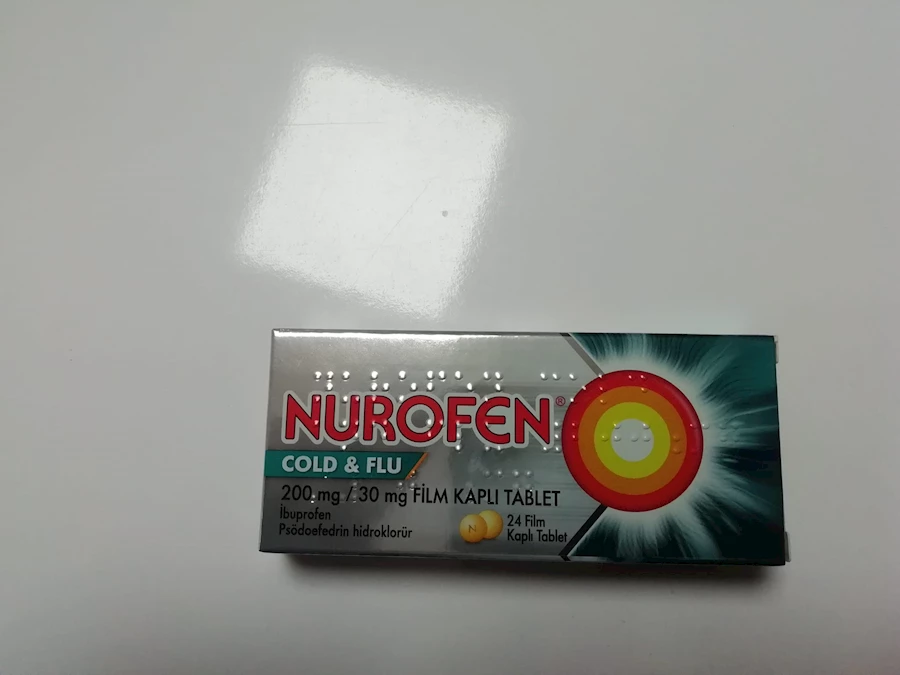 NUROFEN®
COLD & FLU
200 mg / 30 mg FİLM KAPLI TABLET
İbuprofen
Psödoefedrin hidroklorür
N
24 Film
Kaplı Tablet